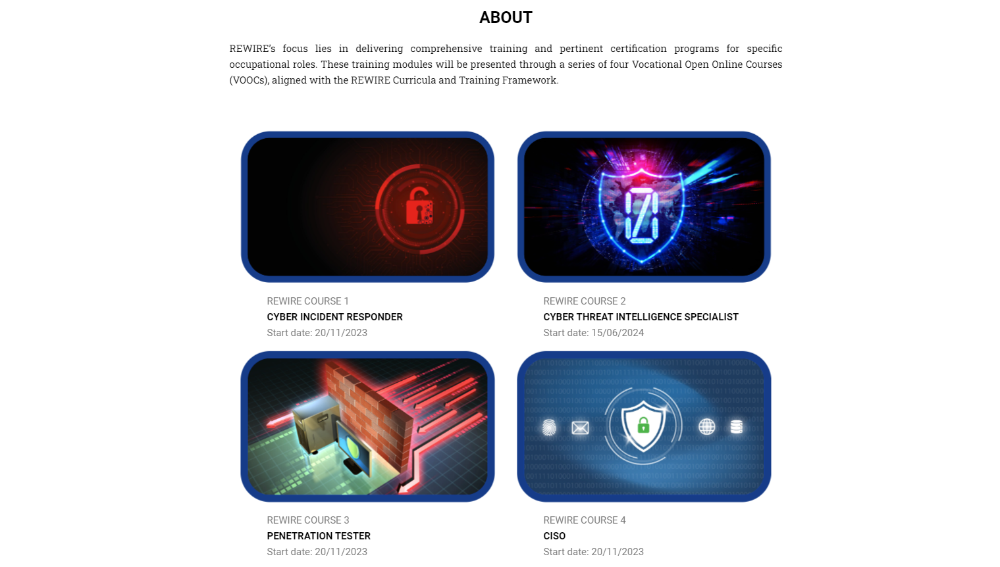 ABOUT
REWIRE’s focus lies in delivering comprehensive training and pertinent certification programs for specific
occupational roles. These training modules will be presented through a series of four Vocational Open Online Courses
(VOOCs), aligned with the REWIRE Curricula and Training Framework.
REWIRE COURSE 1
CYBER INCIDENT RESPONDER
Start date: 20/11/2023
REWIRE COURSE 2
CYBER THREAT INTELLIGENCE SPECIALIST
Start date: 15/06/2024
REWIRE COURSE 3
PENETRATION TESTER
Start date: 20/11/2023
REWIRE COURSE 4
CISO
Start date: 20/11/2023